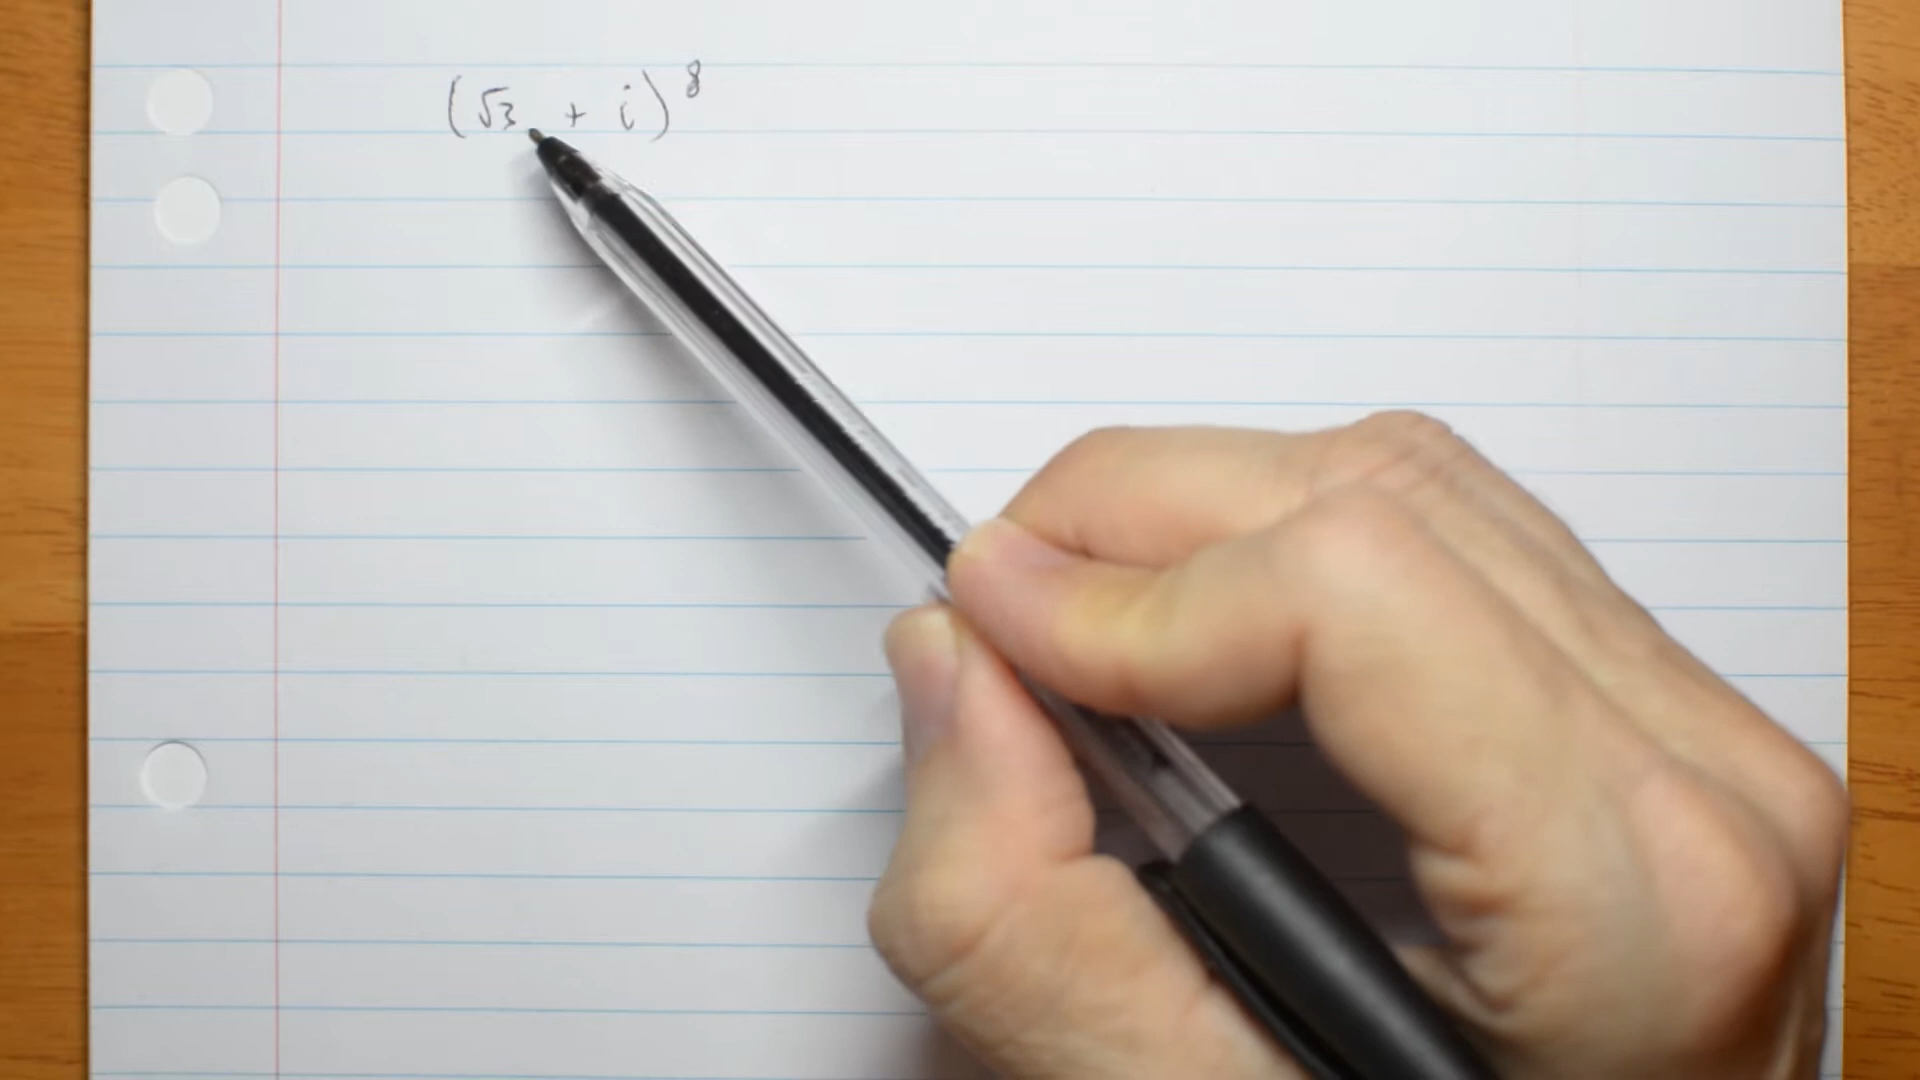 (√3 + i)⁸